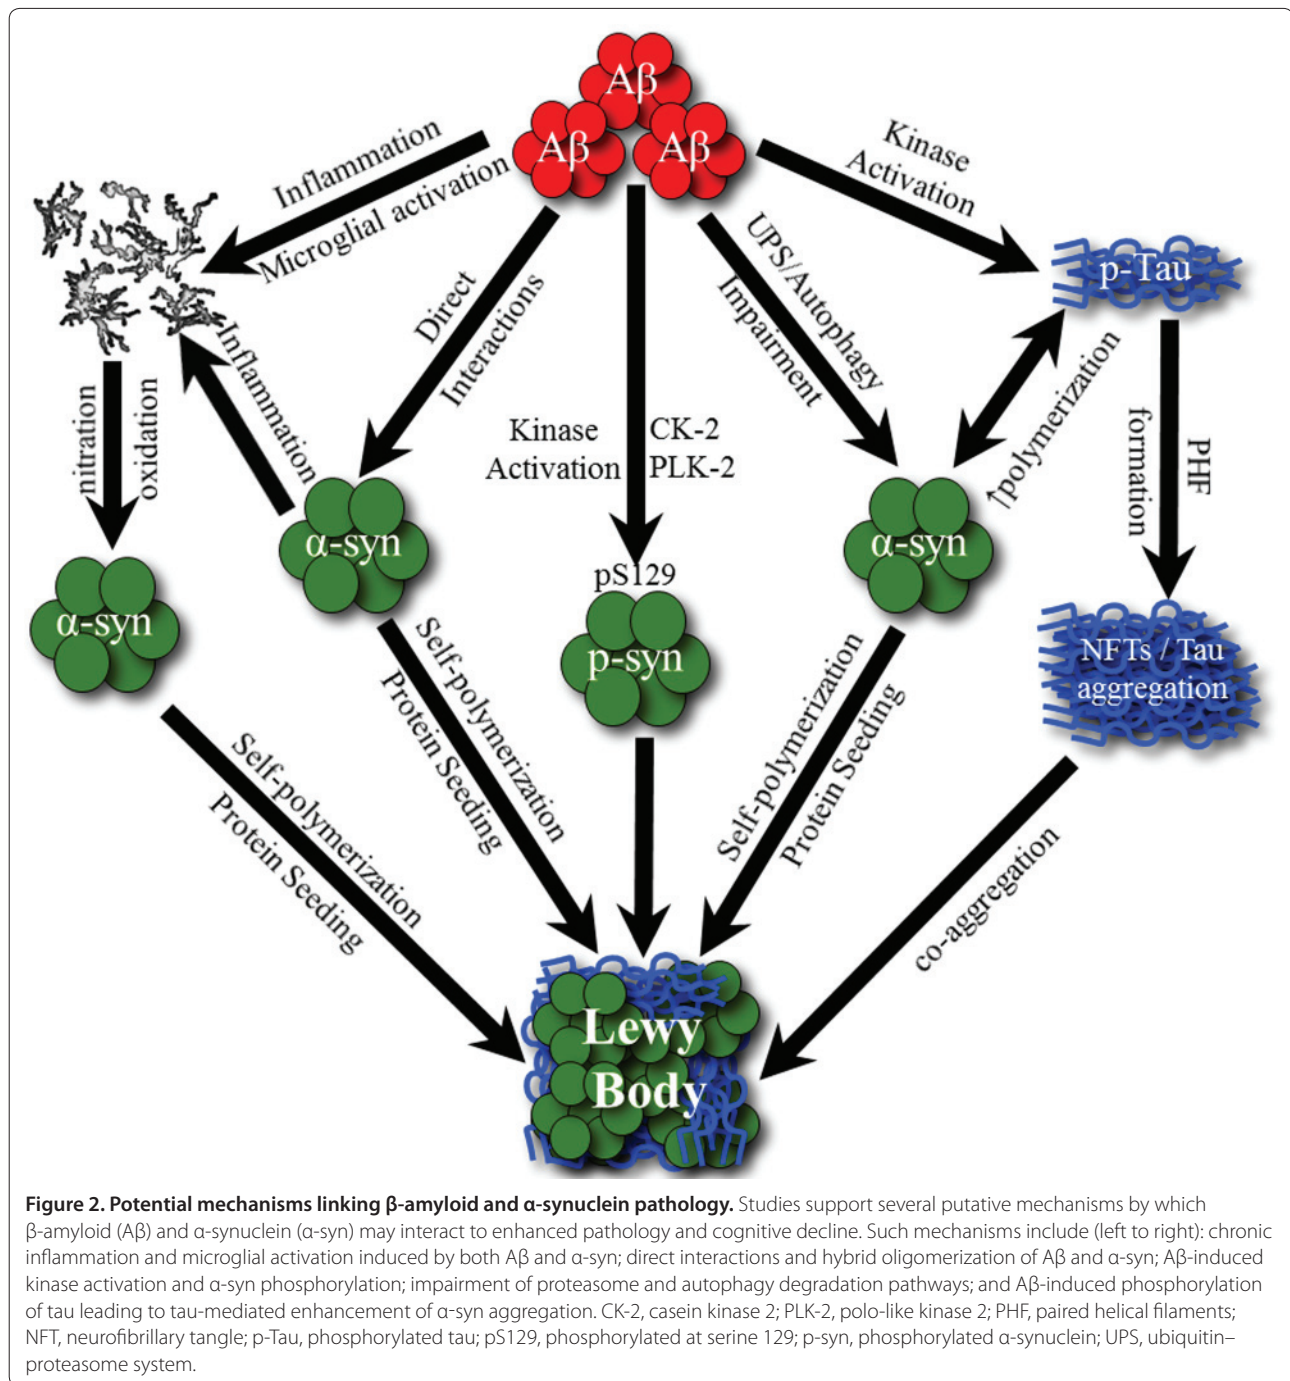 Aβ
Aβ
Aβ
Inflammation
Microglial activation
Direct
Interactions
Kinase
Activation
CK-2
PLK-2
UPS/Autophagy
Impairment
Kinase
Activation
p-Tau
Inflammation
nitration
oxidation
↑polymerization
PHF
formation
α-syn
α-syn
pS129
p-syn
α-syn
NFTs / Tau
aggregation
Self-polymerization
Protein Seeding
Self-polymerization
Protein Seeding
Self-polymerization
Protein Seeding
co-aggregation
Lewy
Body
Figure 2. Potential mechanisms linking β-amyloid and α-synuclein pathology. Studies support several putative mechanisms by which
β-amyloid (Aβ) and α-synuclein (α-syn) may interact to enhanced pathology and cognitive decline. Such mechanisms include (left to right): chronic
inflammation and microglial activation induced by both Aβ and α-syn; direct interactions and hybrid oligomerization of Aβ and α-syn; Aβ-induced
kinase activation and α-syn phosphorylation; impairment of proteasome and autophagy degradation pathways; and Aβ-induced phosphorylation
of tau leading to tau-mediated enhancement of α-syn aggregation. CK-2, casein kinase 2; PLK-2, polo-like kinase 2; PHF, paired helical filaments;
NFT, neurofibrillary tangle; p-Tau, phosphorylated tau; pS129, phosphorylated at serine 129; p-syn, phosphorylated α-synuclein; UPS, ubiquitin–
proteasome system.